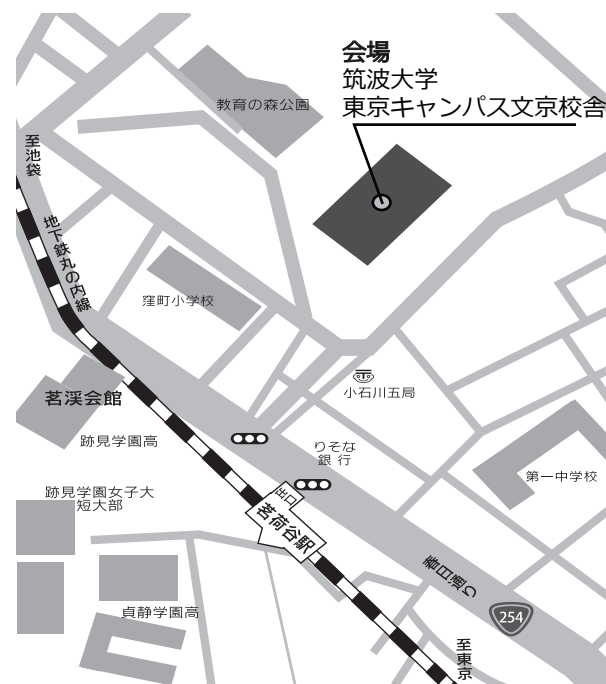 会場
筑波大学
東京キャンパス文京校舎
教育の森公園
至池袋
地下鉄丸の内線
窪町小学校
茗渓会館
小石川五局
跡見学園高
りそな
銀行
第一中学校
跡見学園女子大
短大部
出口
茗荷谷駅
春日通り
貞静学園高
254
至東京